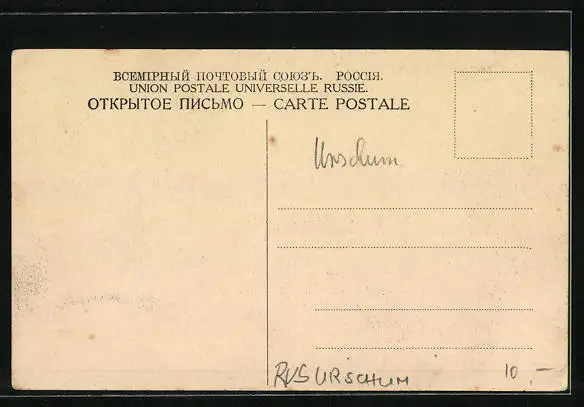 ВСЕМІРНЫЙ ПОЧТОВЫЙ СОЮЗЪ. РОССІЯ.
UNION POSTALE UNIVERSELLE RUSSIE.
ОТКРЫТОЕ ПИСЬМО — CARTE POSTALE
Urschum
RUS URSCHUM
10,-